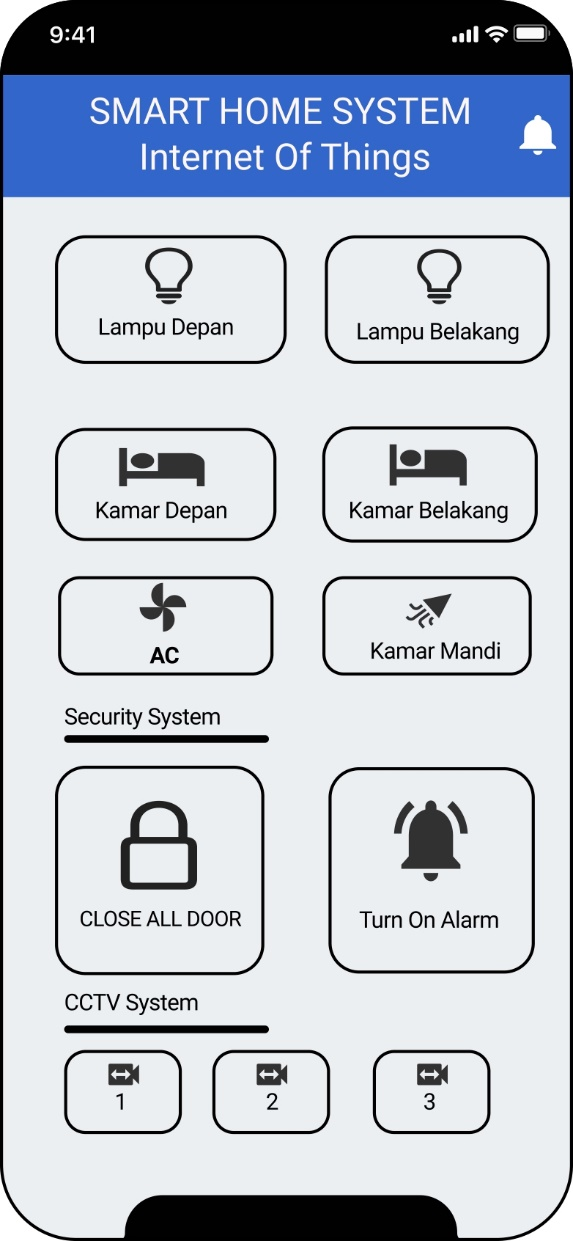 9:41
SMART HOME SYSTEM
Internet Of Things
Lampu Depan
Lampu Belakang
Kamar Depan
Kamar Belakang
AC
Kamar Mandi
Security System
CLOSE ALL DOOR
Turn On Alarm
CCTV System
1
2
3